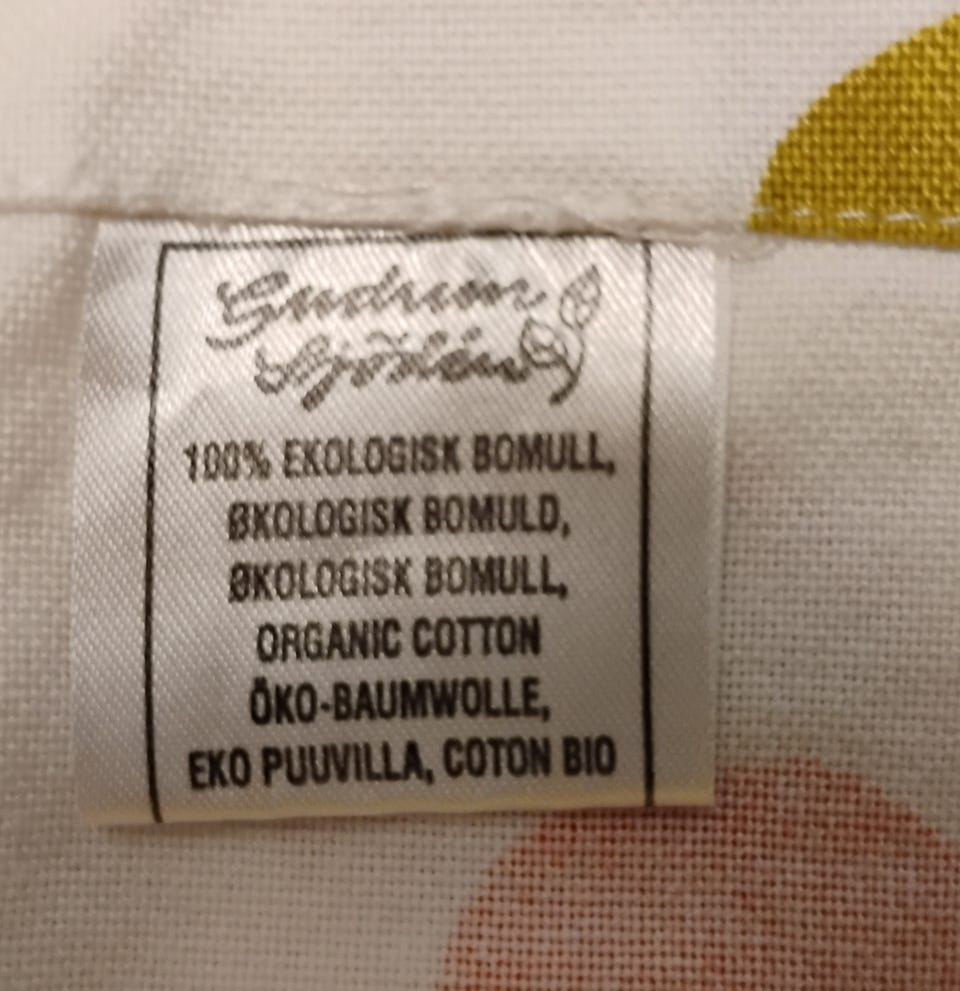 Gudrun
Sjödén
100% EKOLOGISK BOMULL,
ØKOLOGISK BOMULD,
ØKOLOGISK BOMULL,
ORGANIC COTTON
ÖKO-BAUMWOLLE,
EKO PUUVILLA, COTON BIO